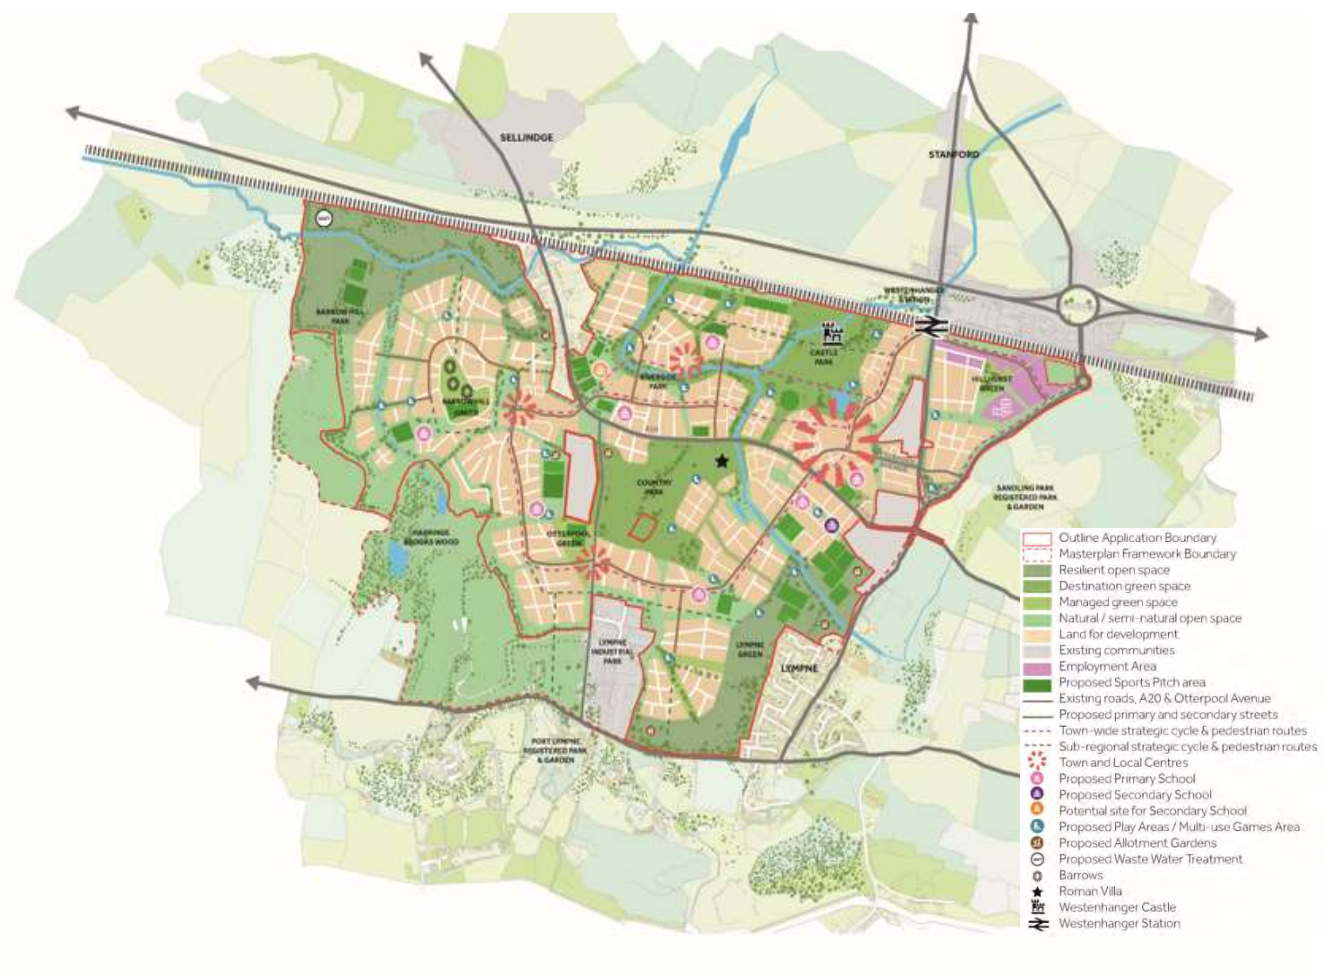 SELLINDGE
STANFORD
WESTENHANGER
STATION
BARROW HILL
PARK
CASTLE
PARK
RIVERSIDE
PARK
HILLHURST
GREEN
BARROW HILL
GREEN
COUNTRY
PARK
SANDLING PARK
REGISTERED PARK
& GARDEN
HARRINGE
BROOKS WOOD
OTTERPOOL
GREEN
LYMPNE
INDUSTRIAL
PARK
LYMPNE
GREEN
LYMPNE
PORT LYMPNE
REGISTERED PARK
& GARDEN
Outline Application Boundary
Masterplan Framework Boundary
Resilient open space
Destination green space
Managed green space
Natural / semi-natural open space
Land for development
Existing communities
Employment Area
Proposed Sports Pitch area
Existing roads, A20 & Otterpool Avenue
Proposed primary and secondary streets
Town-wide strategic cycle & pedestrian routes
Sub-regional strategic cycle & pedestrian routes
Town and Local Centres
Proposed Primary School
Proposed Secondary School
Potential site for Secondary School
Proposed Play Areas / Multi-use Games Area
Proposed Allotment Gardens
Proposed Waste Water Treatment
Barrows
Roman Villa
Westenhanger Castle
Westenhanger Station